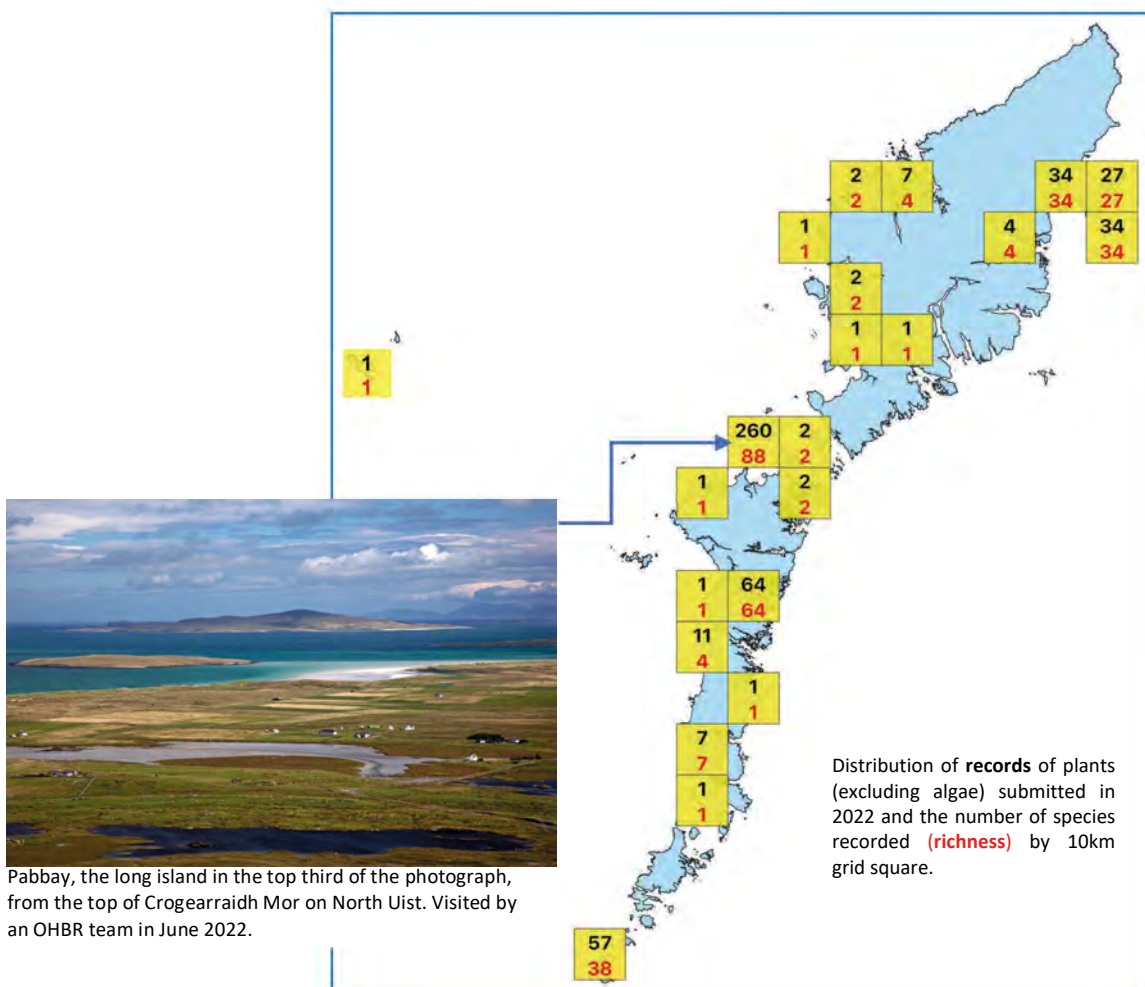 2 7 34 27
2 4 34 27
1 4 34
1 4 34
2
2
1 1
1 1
1
1
260 2
88 2
1 2
1 2
1 64
1 64
11
4
1
1
7
7
1
1
57
38
Distribution of records of plants
(excluding algae) submitted in
2022 and the number of species
recorded (richness) by 10km
grid square.
Pabbay, the long island in the top third of the photograph,
from the top of Crogearraidh Mor on North Uist. Visited by
an OHBR team in June 2022.